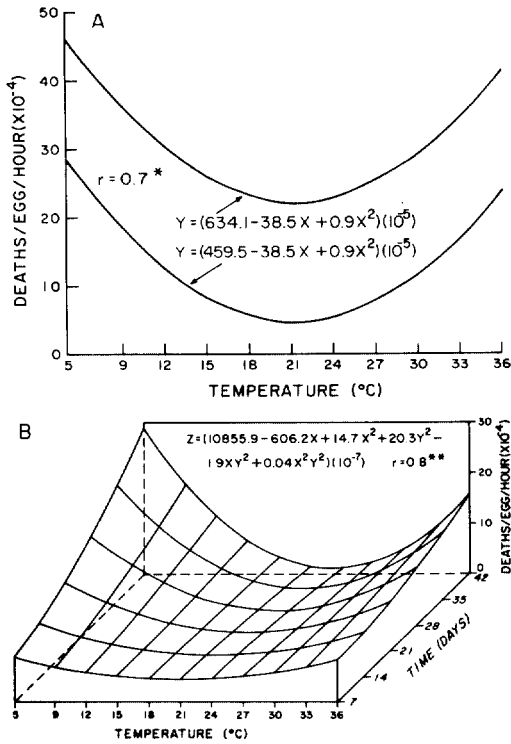 A
50
40
30
20
10
0
DEATHS/EGG/HOUR(X10⁻⁴)
r = 0.7*
Y=(634.1-38.5X+0.9X²)(10⁻⁵)
Y=(459.5-38.5X+0.9X²)(10⁻⁵)
5 9 12 15 18 21 24 27 30 33 36
TEMPERATURE (°C)
B
Z=(10855.9-606.2X+14.7X²+20.3Y²-
1.9XY²+0.04X²Y²)(10⁻⁷) r=0.8**
30
20
10
0
DEATHS/EGG/HOUR(X10⁻⁴)
42
35
28
21
14
7
TIME (DAYS)
5 9 12 15 18 21 24 27 30 33 36
TEMPERATURE (°C)